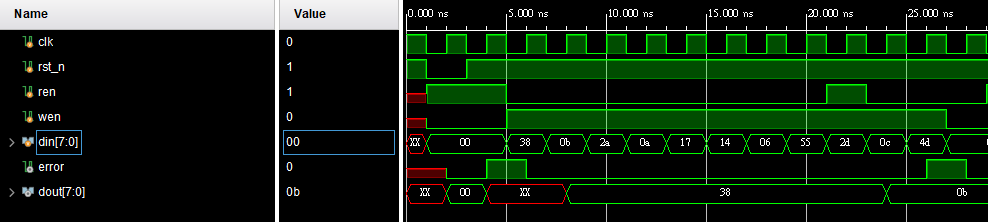 Name Value 0.000 ns 5.000 ns 10.000 ns 15.000 ns 20.000 ns 25.000 ns
clk 0
rst_n 1
ren 1
wen 0
din[7:0] 00 XX 00 38 0b 2a 0a 17 14 06 55 2d 0c 4d
error 0
dout[7:0] 0b XX 00 XX 38 0b